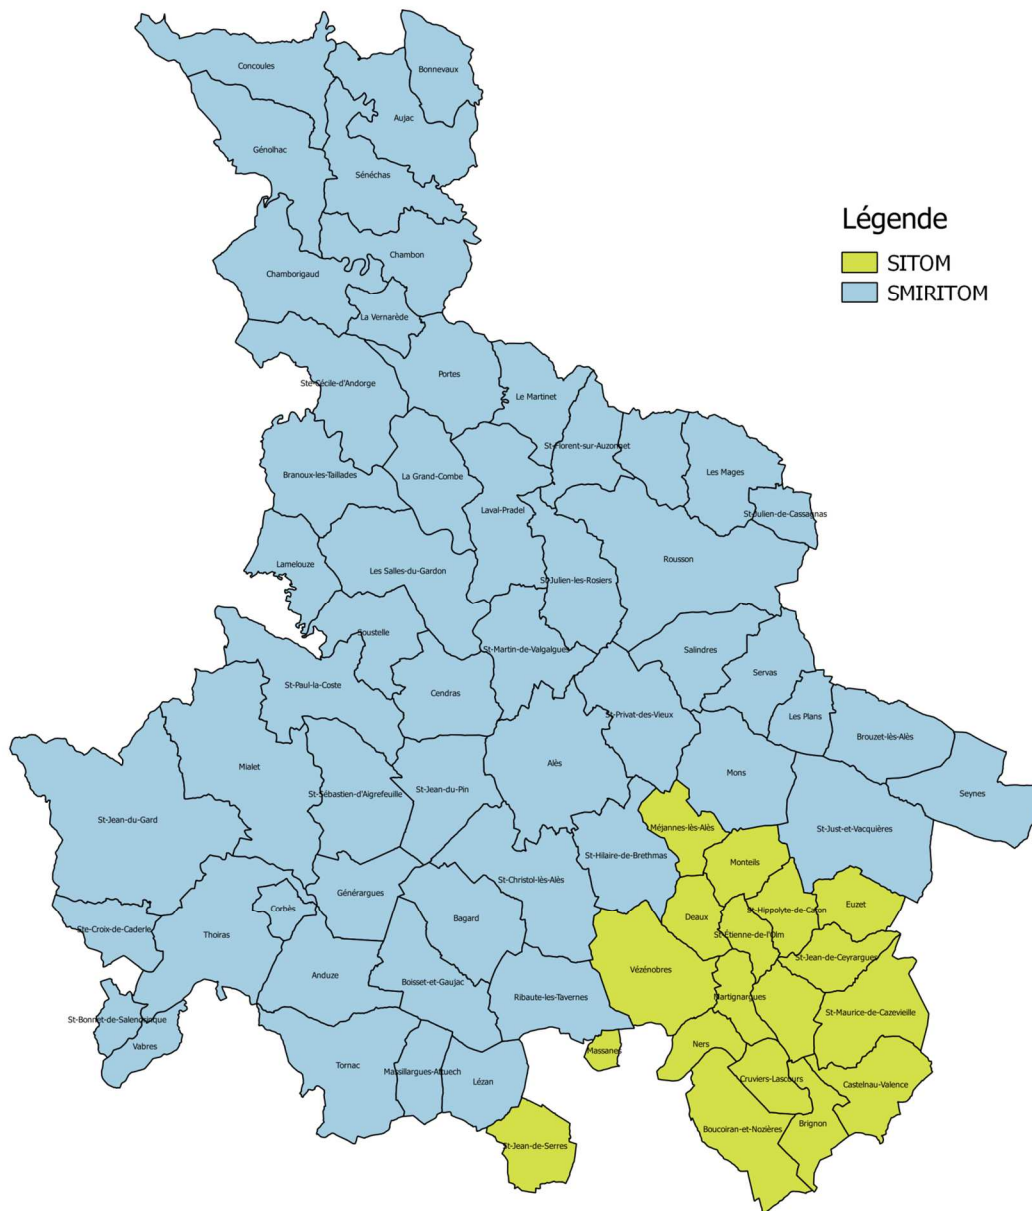 Concoules
Bonnevaux
Aujac
Génolhac
Sénéchas
Légende
SITOM
SMIRITOM
Chambon
Chamborigaud
La Vernarède
Portes
Ste-Cécile-d'Andorge
Le Martinet
St-Florent-sur-Auzonnet
Les Mages
La Grand-Combe
Branoux-les-Taillades
Laval-Pradel
St-Julien-de-Cassagnas
Rousson
Lamelouze
Les Salles-du-Gardon
St-Julien-les-Rosiers
Soustelle
St-Martin-de-Valgalgues
Salindres
Servas
St-Paul-la-Coste
Cendras
St-Privat-des-Vieux
Les Plans
Brouzet-lès-Alès
Alès
Mialet
Mons
St-Jean-du-Pin
St-Sébastien-d'Aigrefeuille
Seynes
St-Jean-du-Gard
Méjannes-lès-Alès
St-Just-et-Vacquières
St-Hilaire-de-Brethmas
Monteils
St-Christol-lès-Alès
Générargues
Euzet
Corbès
St-Hippolyte-de-Caton
Bagard
Deaux
Ste-Croix-de-Caderle
Thoiras
St-Étienne-de-l'Olm
St-Jean-de-Ceyrargues
Vézénobres
Anduze
Boisset-et-Gaujac
Ribaute-les-Tavernes
Martignargues
St-Maurice-de-Cazevieille
St-Bonnet-de-Salendrinque
Vabres
Ners
Massanes
Tornac
Massillargues-Attuech
Lézan
Cruviers-Lascours
Castelnau-Valence
Brignon
Boucoiran-et-Nozières
St-Jean-de-Serres